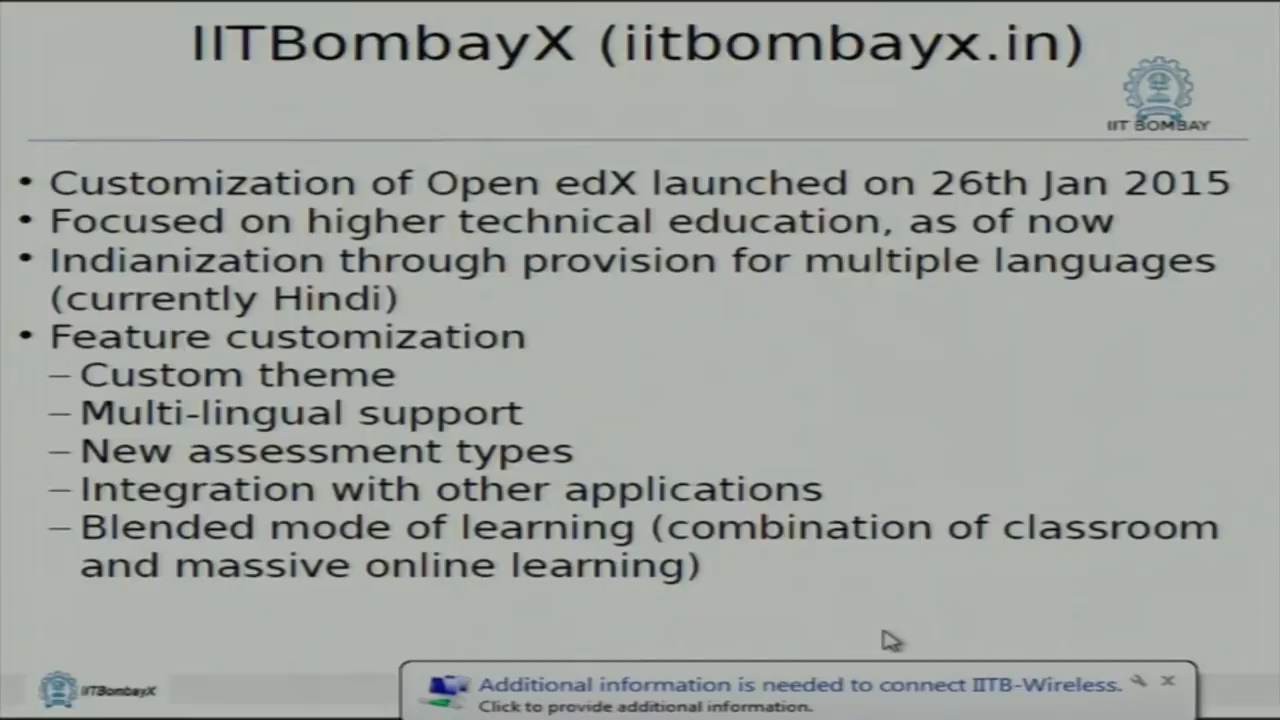 IITBombayX (iitbombayx.in)
IIT BOMBAY
• Customization of Open edX launched on 26th Jan 2015
• Focused on higher technical education, as of now
• Indianization through provision for multiple languages
(currently Hindi)
• Feature customization
– Custom theme
– Multi-lingual support
– New assessment types
– Integration with other applications
– Blended mode of learning (combination of classroom
and massive online learning)
IITBombayX
Additional information is needed to connect IITB-Wireless.
Click to provide additional information.